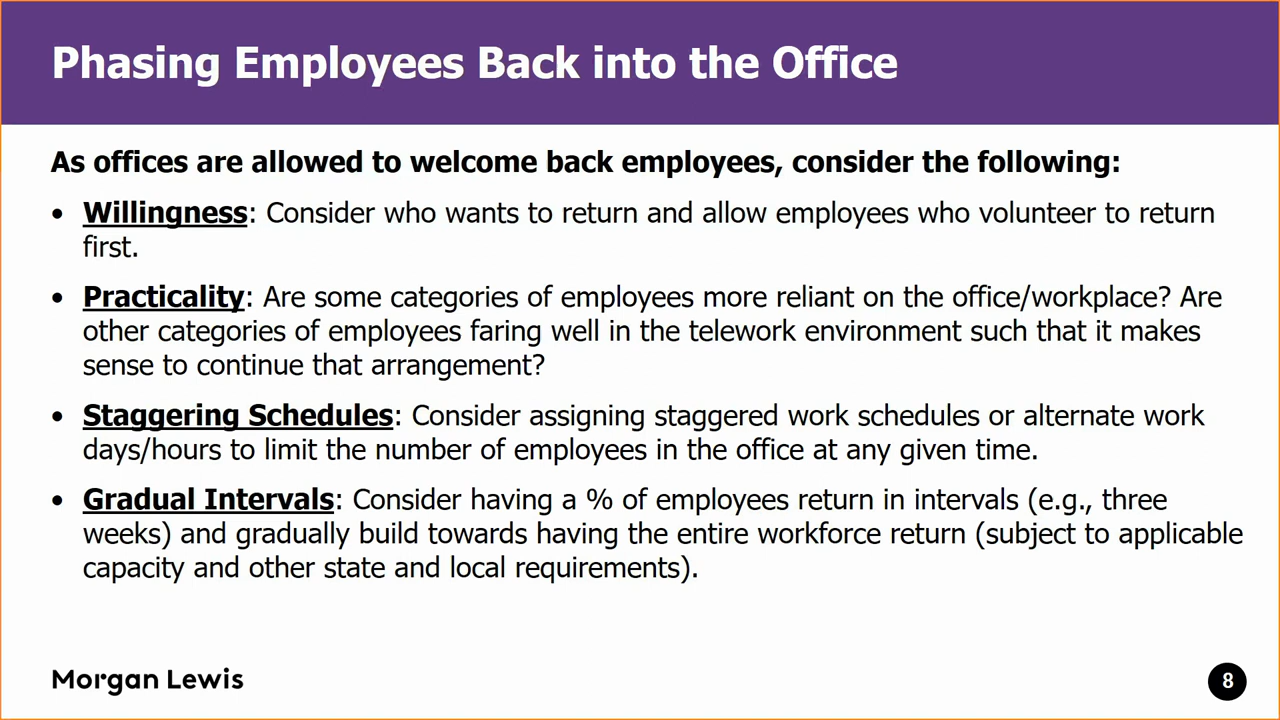 Phasing Employees Back into the Office
As offices are allowed to welcome back employees, consider the following:
• Willingness: Consider who wants to return and allow employees who volunteer to return
first.
• Practicality: Are some categories of employees more reliant on the office/workplace? Are
other categories of employees faring well in the telework environment such that it makes
sense to continue that arrangement?
• Staggering Schedules: Consider assigning staggered work schedules or alternate work
days/hours to limit the number of employees in the office at any given time.
• Gradual Intervals: Consider having a % of employees return in intervals (e.g., three
weeks) and gradually build towards having the entire workforce return (subject to applicable
capacity and other state and local requirements).
Morgan Lewis
8